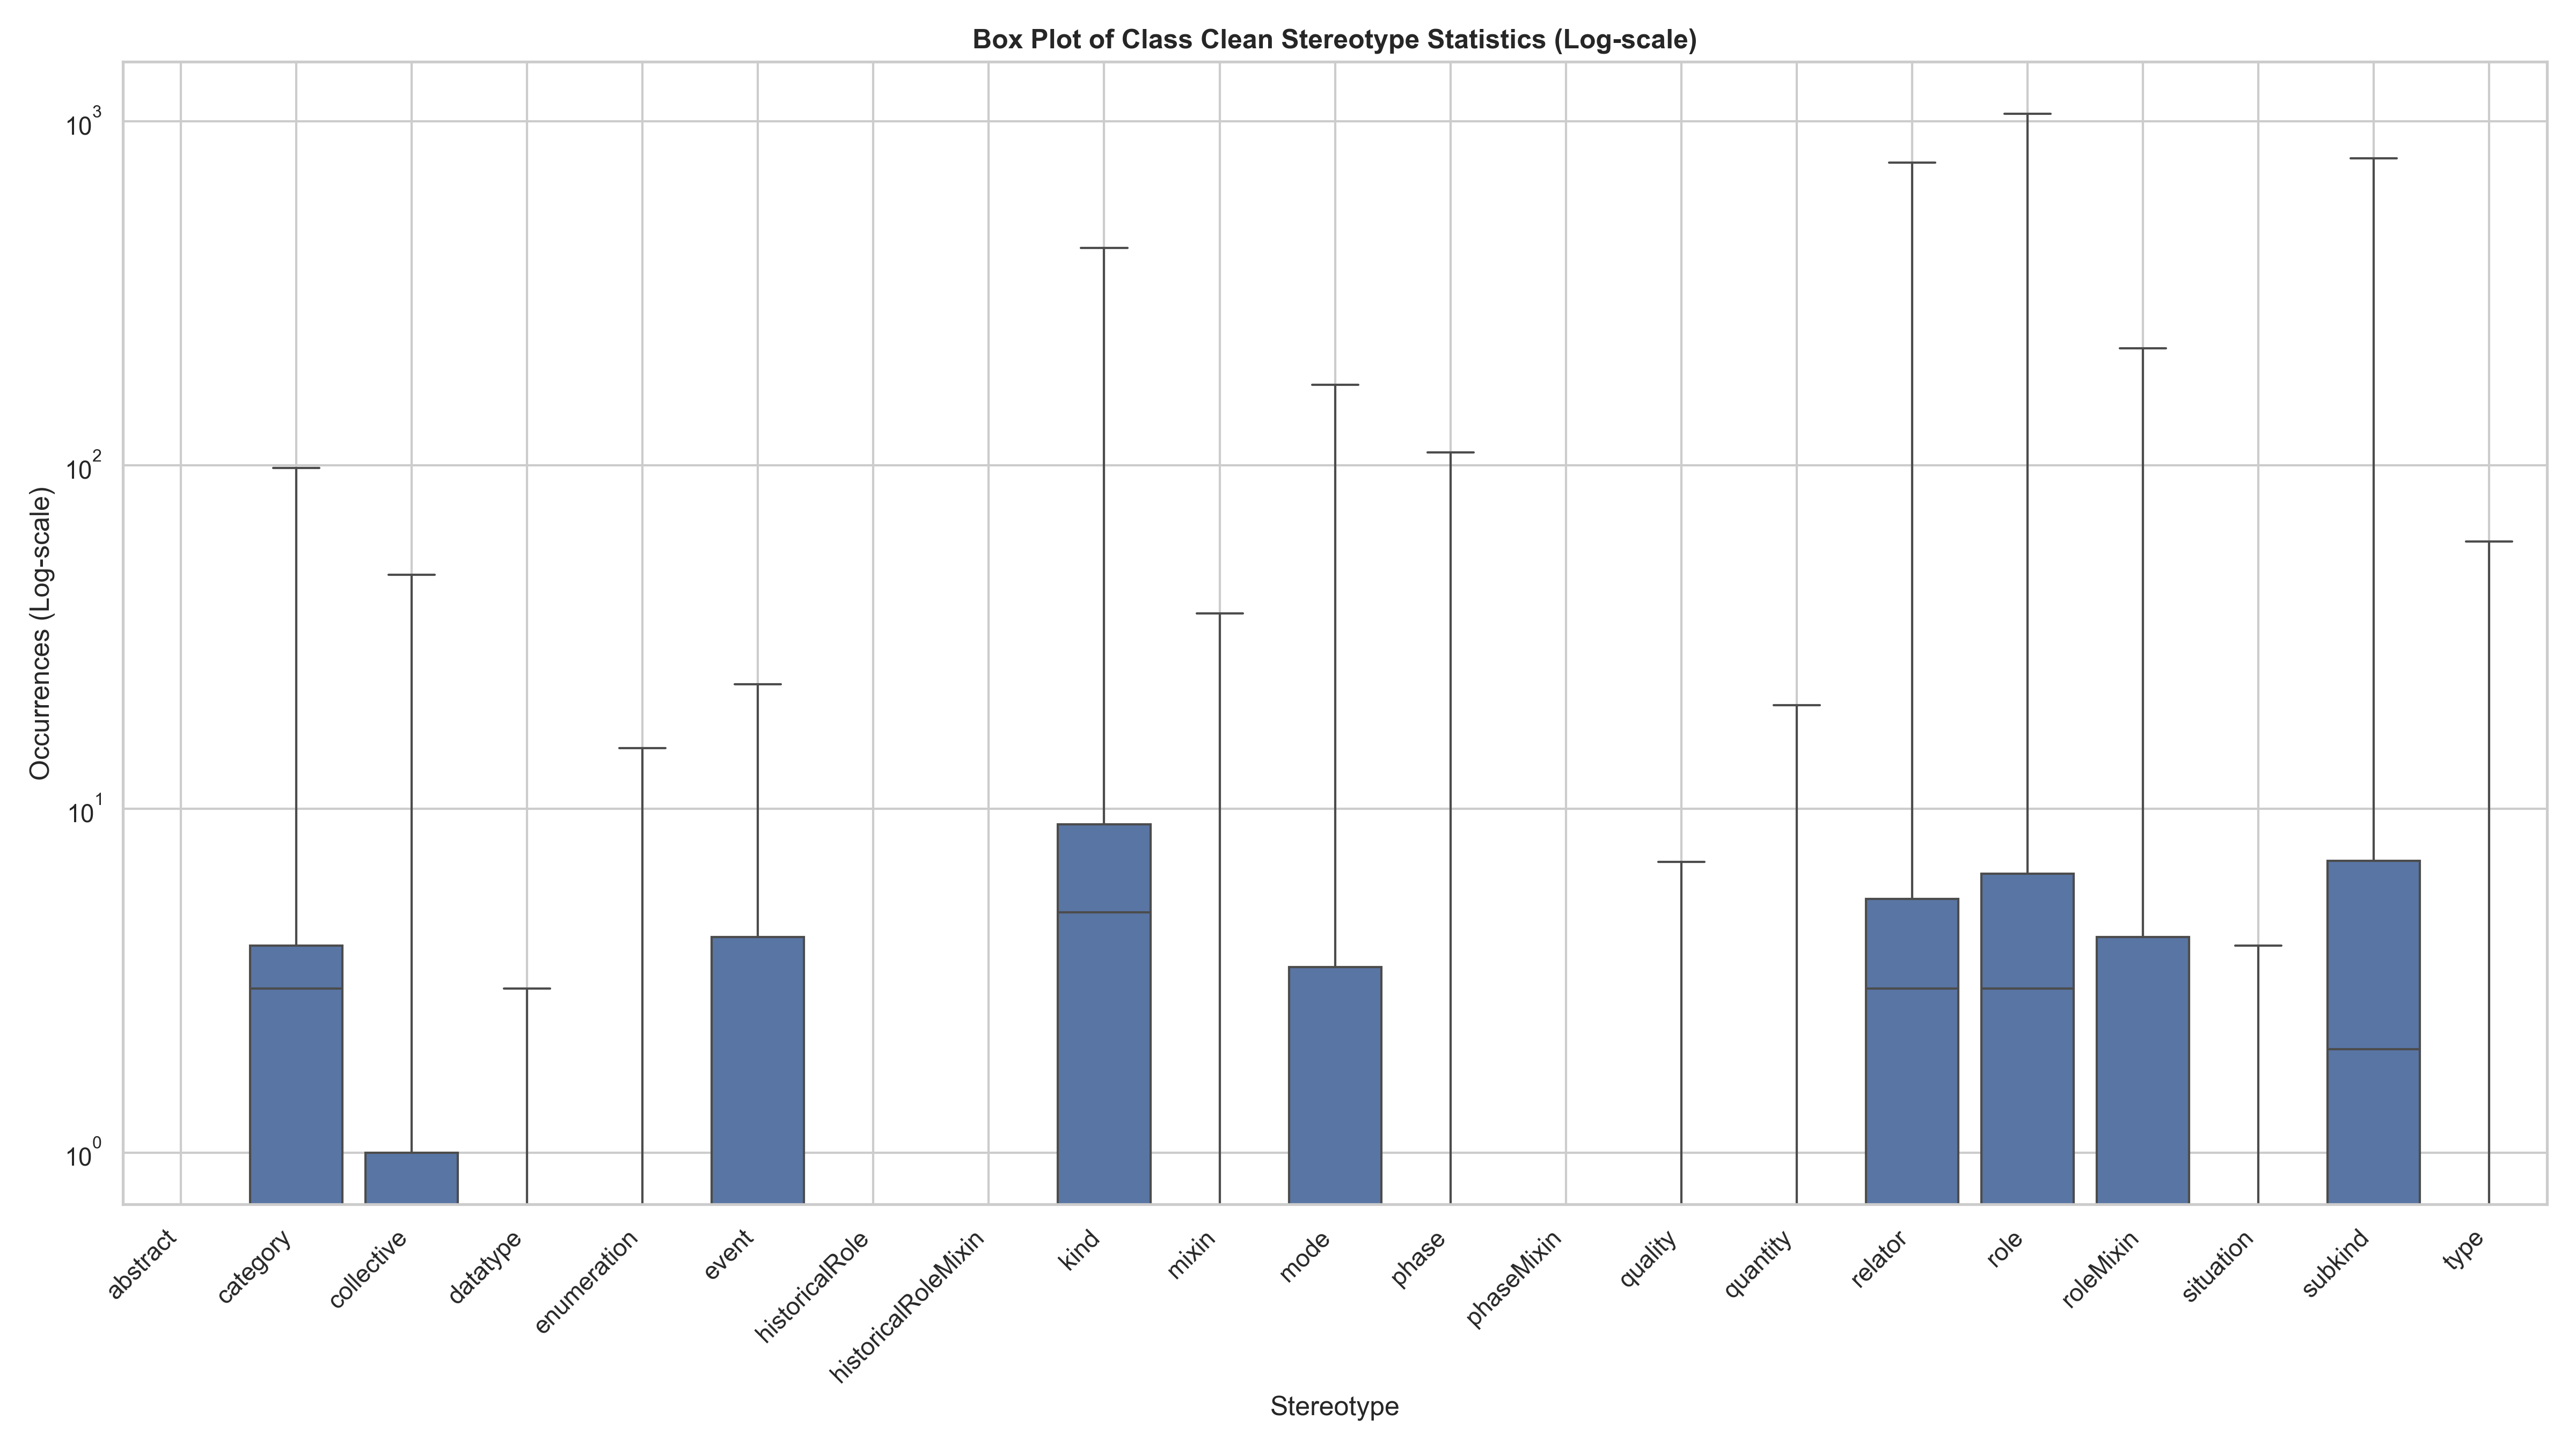 Box Plot of Class Clean Stereotype Statistics (Log-scale)
Occurrences (Log-scale)
10³
10²
10¹
10⁰
abstract
category
collective
datatype
enumeration
event
historicalRole
historicalRoleMixin
kind
mixin
mode
phase
phaseMixin
quality
quantity
relator
role
roleMixin
situation
subkind
type
Stereotype